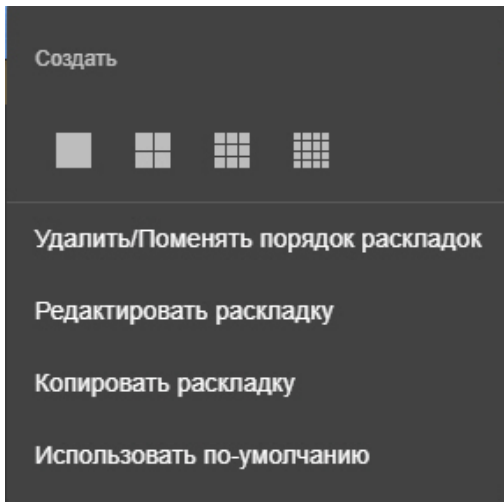 Создать
Удалить/Поменять порядок раскладок
Редактировать раскладку
Копировать раскладку
Использовать по-умолчанию